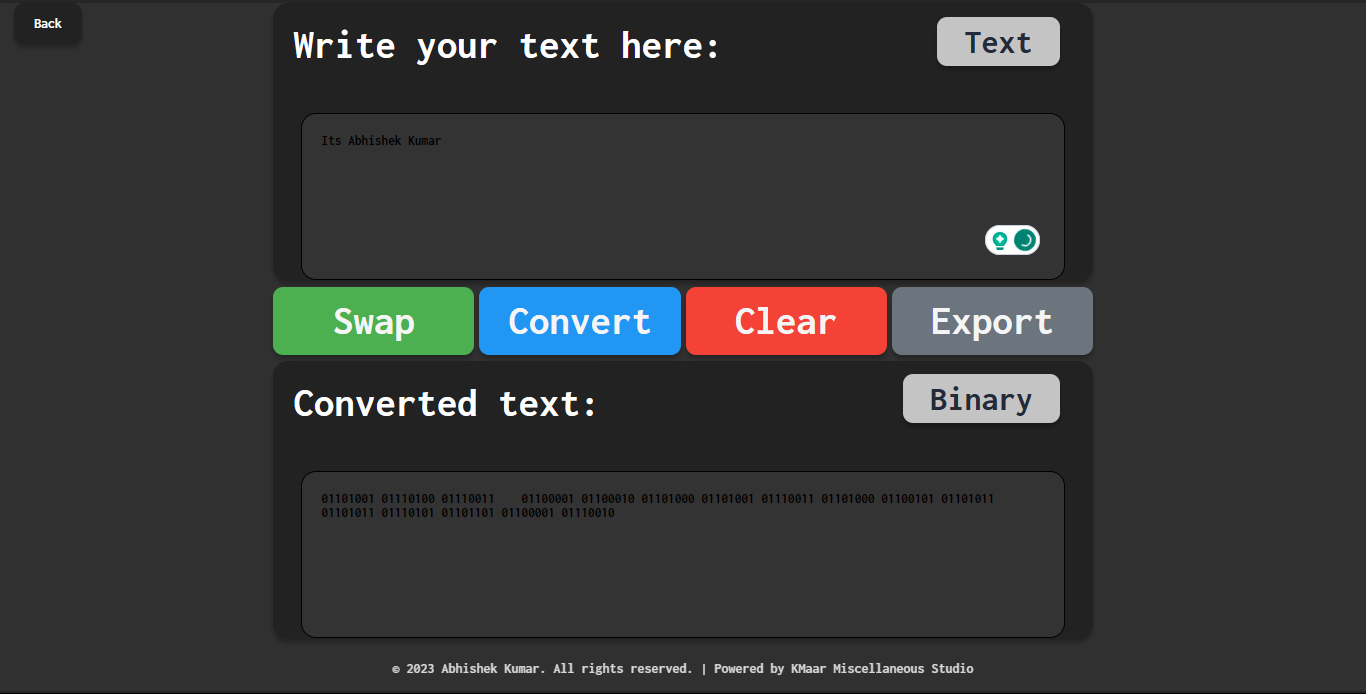 Back
Write your text here:
Text
Its Abhishek Kumar
Swap
Convert
Clear
Export
Converted text:
Binary
01101001 01110100 01110011    01100001 01100010 01101000 01101001 01110011 01101000 01100101 01101011
01101011 01110101 01101101 01100001 01110010
© 2023 Abhishek Kumar. All rights reserved. | Powered by KMaar Miscellaneous Studio